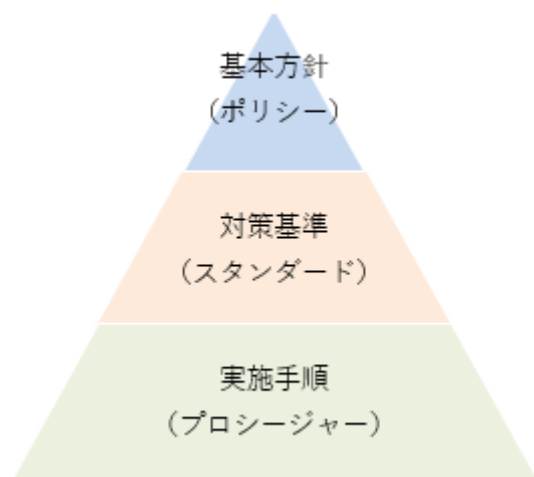 基本方針
（ポリシー）
対策基準
（スタンダード）
実施手順
（プロシージャー）